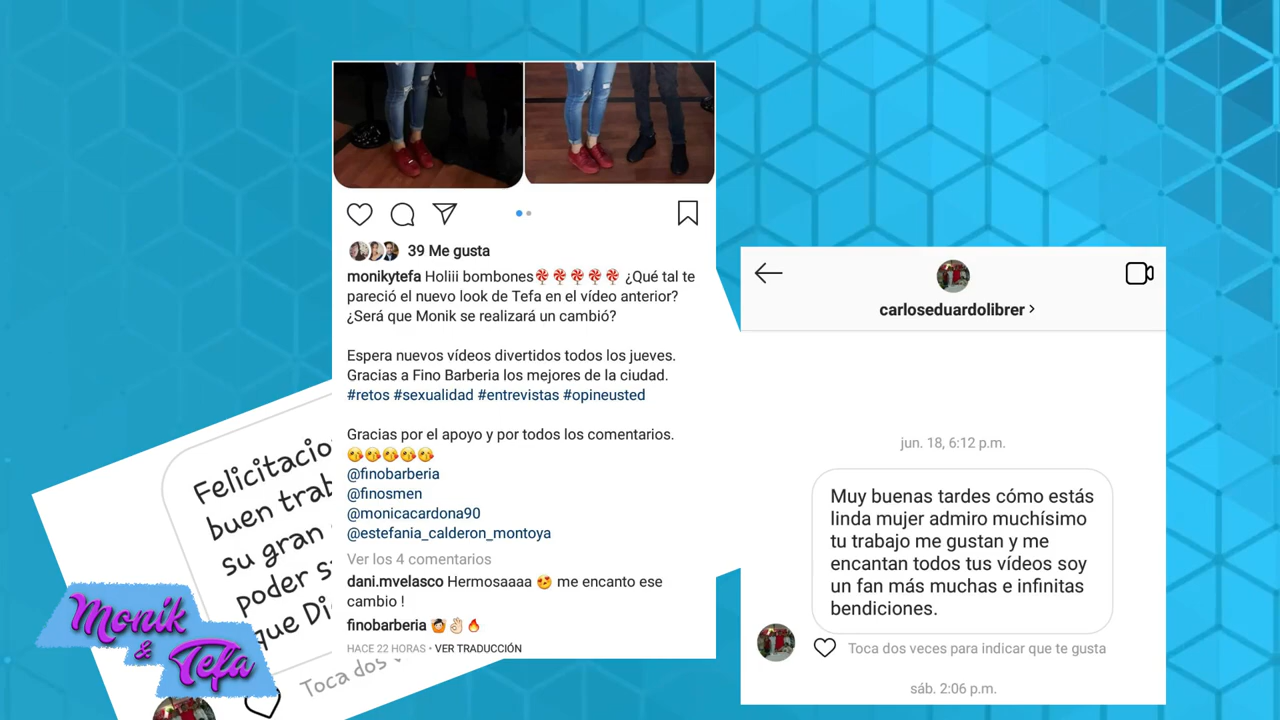 39 Me gusta
monikytefa Holiii bombones🍭🍭🍭🍭🍭 ¿Qué tal te
pareció el nuevo look de Tefa en el vídeo anterior?
¿Será que Monik se realizará un cambió?
Espera nuevos vídeos divertidos todos los jueves.
Gracias a Fino Barberia los mejores de la ciudad.
#retos #sexualidad #entrevistas #opineusted
Gracias por el apoyo y por todos los comentarios.
😘😘😘😘😘
@finobarberia
@finosmen
@monicacardona90
@estefania_calderon_montoya
Ver los 4 comentarios
dani.mvelasco Hermosaaaa 😍 me encanto ese
cambio !
finobarberia 💇👌🏻🔥
HACE 22 HORAS • VER TRADUCCIÓN
carloseduardolibrer >
jun. 18, 6:12 p.m.
Muy buenas tardes cómo estás
linda mujer admiro muchísimo
tu trabajo me gustan y me
encantan todos tus vídeos soy
un fan más muchas e infinitas
bendiciones.
Toca dos veces para indicar que te gusta
sáb. 2:06 p.m.
Felicitacio
buen trab
su gran
poder s
que Di
Toca dos v
Monik
&
Tefa